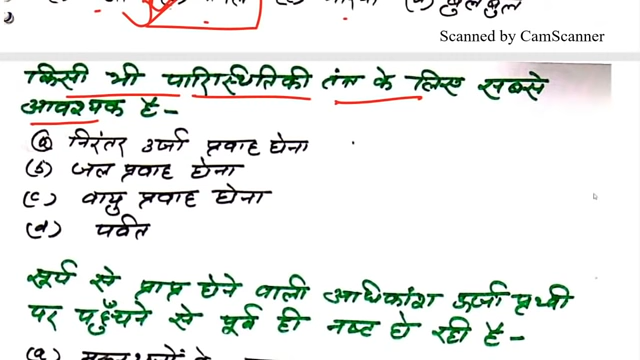 Scanned by CamScanner
किसी भी पारिस्थितिकी तंत्र के लिए सबसे
आवश्यक है -
(a) निरंतर उर्जा प्रवाह होना
(b) जल प्रवाह होना
(c) वायु प्रवाह होना
(d) पर्वत
सूर्य से प्राप्त होने वाली अधिकांश ऊर्जा पृथ्वी
पर पहुँचने से पूर्व ही नष्ट हो रही है -
(a)